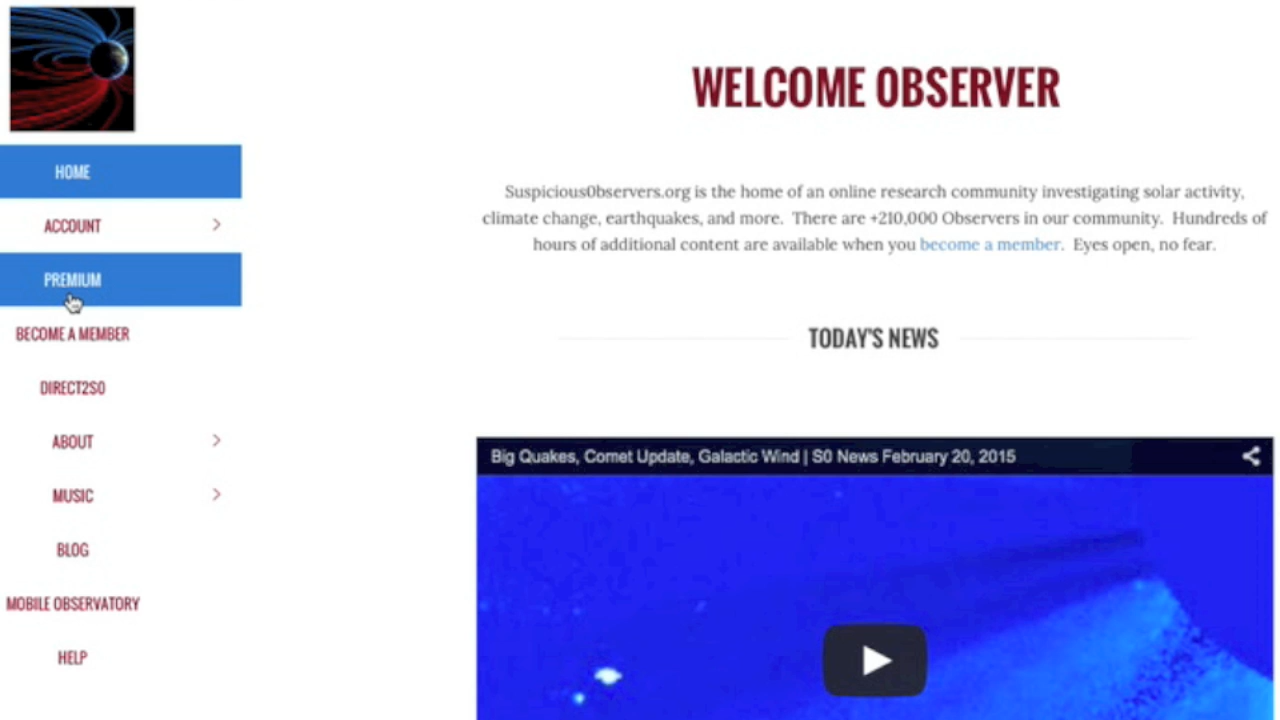 WELCOME 0BSERVER
HOME
ACCOUNT
PREMIUM
BECOME A MEMBER
DIRECT2S0
ABOUT
MUSIC
BLOG
MOBILE OBSERVATORY
HELP
Suspicious0bservers.org is the home of an online research community investigating solar activity,
climate change, earthquakes, and more. There are +210,000 Observers in our community. Hundreds of
hours of additional content are available when you become a member. Eyes open, no fear.
TODAY'S NEWS
Big Quakes, Comet Update, Galactic Wind | S0 News February 20, 2015